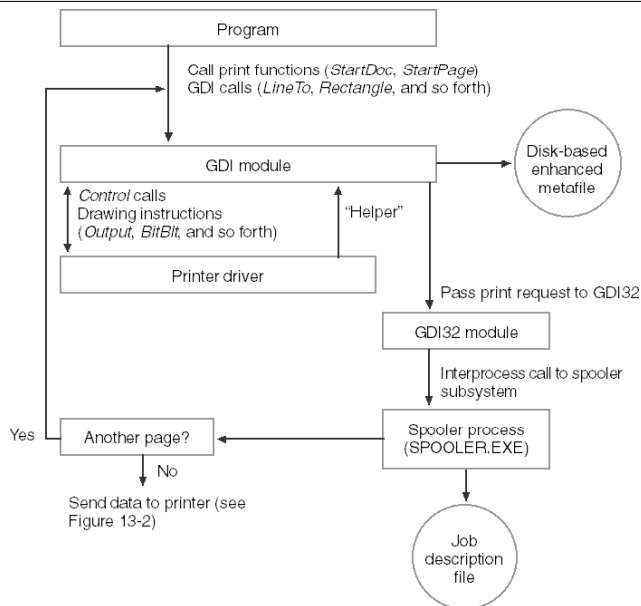 Program
Call print functions (StartDoc, StartPage)
GDI calls (LineTo, Rectangle, and so forth)
GDI module
Disk-based
enhanced
metafile
Control calls
Drawing instructions
(Output, BitBlt, and so forth)
"Helper"
Printer driver
Pass print request to GDI32
GDI32 module
Interprocess call to spooler
subsystem
Yes
Another page?
Spooler process
(SPOOLER.EXE)
No
Send data to printer (see
Figure 13-2)
Job
description
file